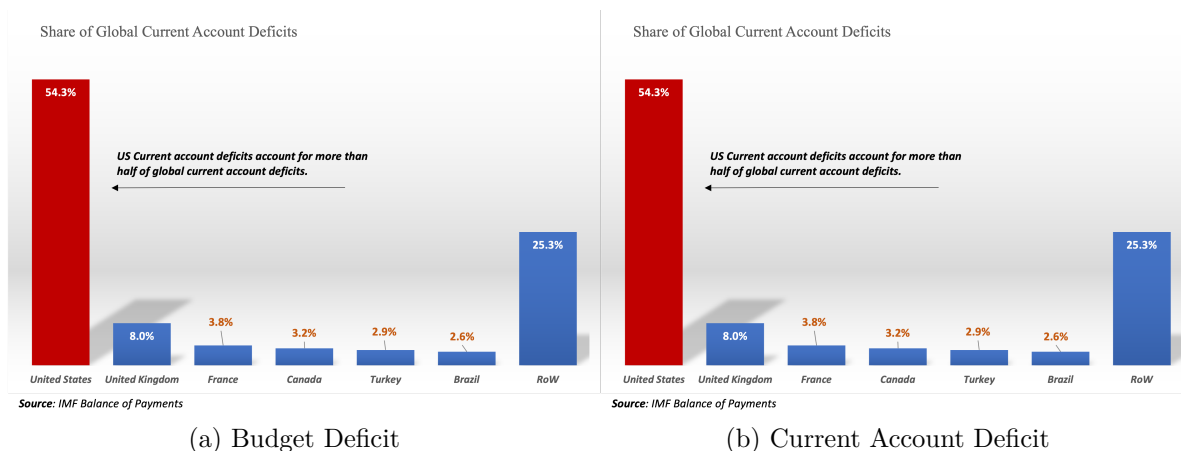 Share of Global Current Account Deficits
54.3%
US Current account deficits account for more than
half of global current account deficits.
25.3%
8.0%
3.8%
3.2%
2.9%
2.6%
United States United Kingdom France Canada Turkey Brazil RoW
Source: IMF Balance of Payments
(a) Budget Deficit
Share of Global Current Account Deficits
54.3%
US Current account deficits account for more than
half of global current account deficits.
25.3%
8.0%
3.8%
3.2%
2.9%
2.6%
United States United Kingdom France Canada Turkey Brazil RoW
Source: IMF Balance of Payments
(b) Current Account Deficit